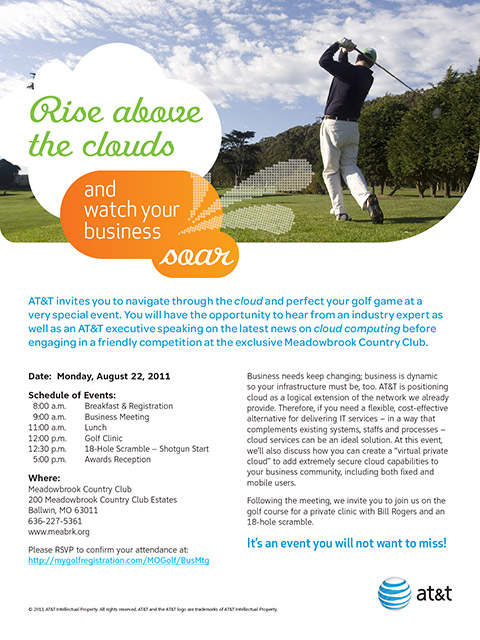 Rise above
the clouds
and
watch your
business
soar
AT&T invites you to navigate through the cloud and perfect your golf game at a
very special event. You will have the opportunity to hear from an industry expert as
well as an AT&T executive speaking on the latest news on cloud computing before
engaging in a friendly competition at the exclusive Meadowbrook Country Club.
Date: Monday, August 22, 2011
Schedule of Events:
8:00 a.m. Breakfast & Registration
9:00 a.m. Business Meeting
11:00 a.m. Lunch
12:00 p.m. Golf Clinic
12:30 p.m. 18-Hole Scramble – Shotgun Start
5:00 p.m. Awards Reception
Where:
Meadowbrook Country Club
200 Meadowbrook Country Club Estates
Ballwin, MO 63011
636-227-5361
www.meabrk.org
Please RSVP to confirm your attendance at:
http://mygolfregistration.com/MOGolf/BusMtg
Business needs keep changing; business is dynamic
so your infrastructure must be, too. AT&T is positioning
cloud as a logical extension of the network we already
provide. Therefore, if you need a flexible, cost-effective
alternative for delivering IT services – in a way that
complements existing systems, staffs and processes –
cloud services can be an ideal solution. At this event,
we'll also discuss how you can create a "virtual private
cloud" to add extremely secure cloud capabilities to
your business community, including both fixed and
mobile users.
Following the meeting, we invite you to join us on the
golf course for a private clinic with Bill Rogers and an
18-hole scramble.
It's an event you will not want to miss!
at&t
© 2011 AT&T Intellectual Property. All rights reserved. AT&T and the AT&T logo are trademarks of AT&T Intellectual Property.